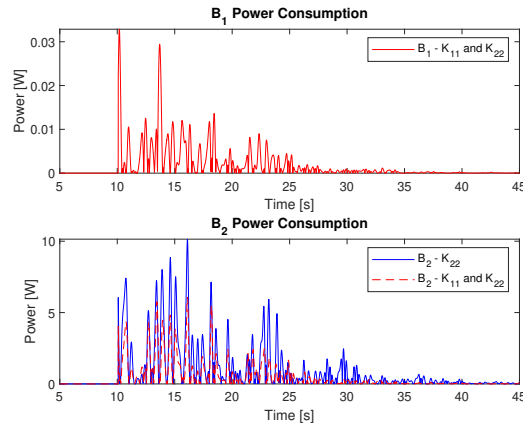 B₁ Power Consumption
Power [W]
0.03
0.02
0.01
0
B₁ - K₁₁ and K₂₂
5 10 15 20 25 30 35 40 45
Time [s]
B₂ Power Consumption
Power [W]
10
5
0
B₂ - K₂₂
B₂ - K₁₁ and K₂₂
5 10 15 20 25 30 35 40 45
Time [s]